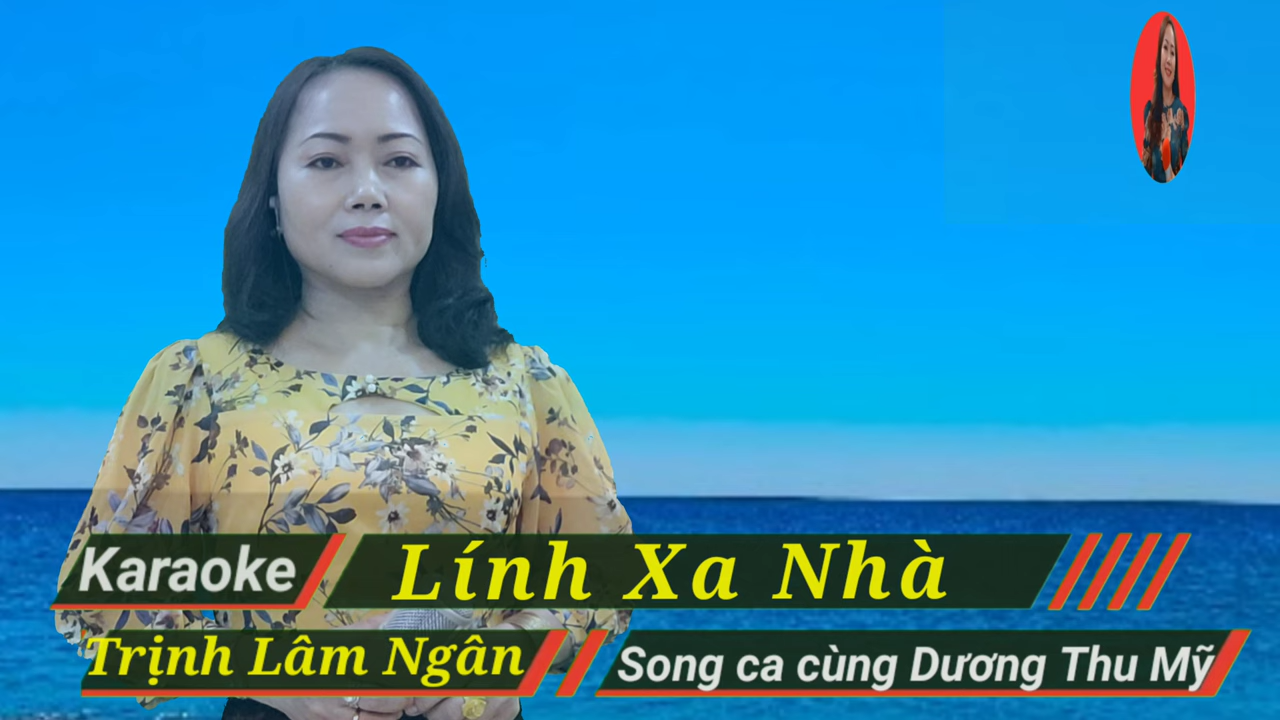 Karaoke Lính Xa Nhà
Trịnh Lâm Ngân Song ca cùng Dương Thu Mỹ